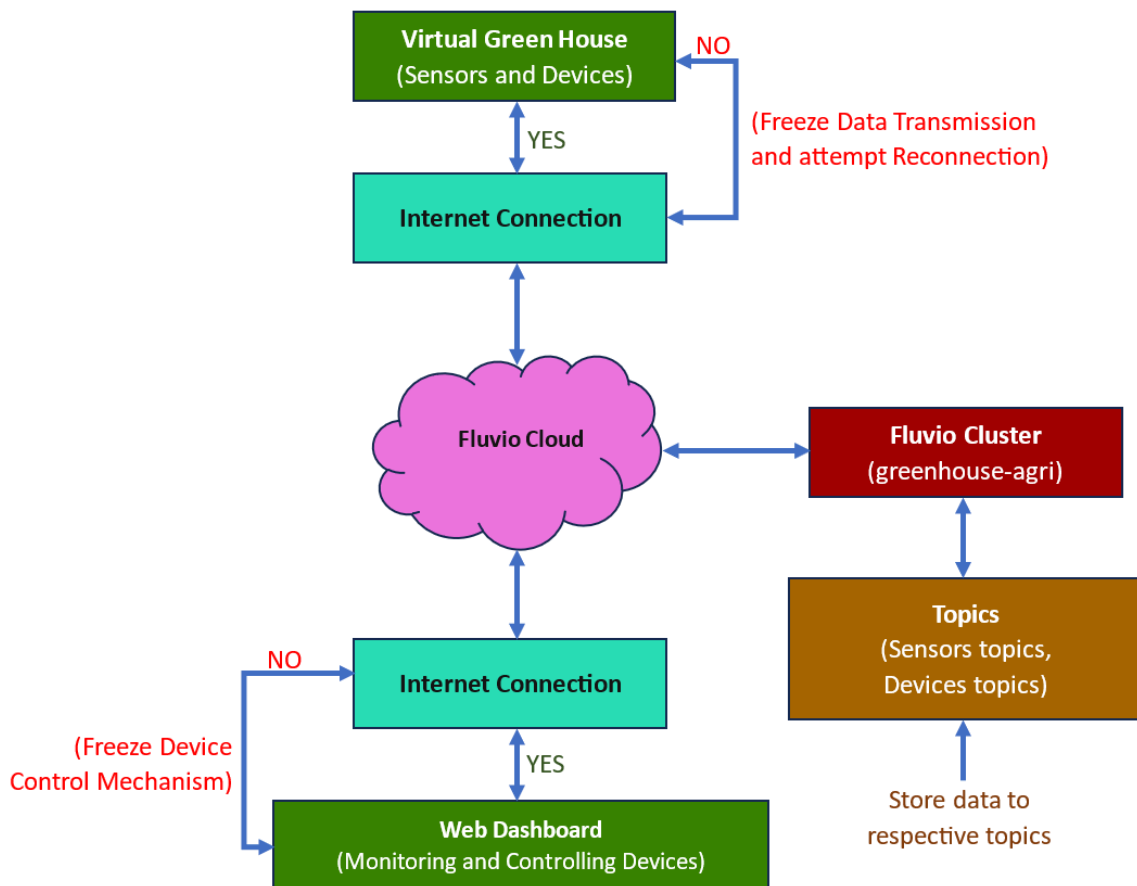 Virtual Green House
(Sensors and Devices)
NO
YES
(Freeze Data Transmission
and attempt Reconnection)
Internet Connection
Fluvio Cloud
Fluvio Cluster
(greenhouse-agri)
Topics
(Sensors topics,
Devices topics)
Store data to
respective topics
NO
Internet Connection
(Freeze Device
Control Mechanism)
YES
Web Dashboard
(Monitoring and Controlling Devices)